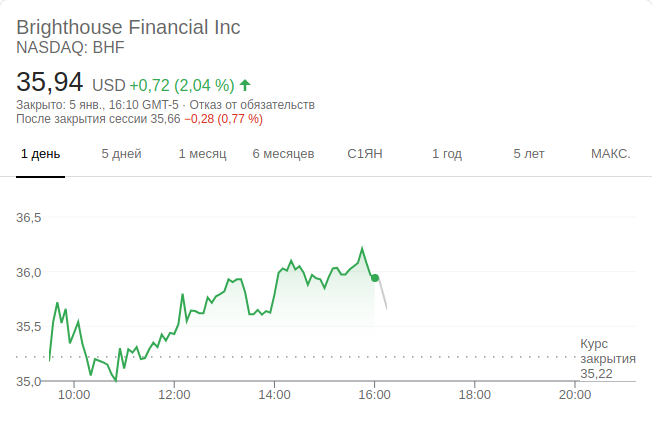 Brighthouse Financial Inc
NASDAQ: BHF
35,94 USD +0,72 (2,04 %)
Закрыто: 5 янв., 16:10 GMT-5 · Отказ от обязательств
После закрытия сессии 35,66 −0,28 (0,77 %)
1 день 5 дней 1 месяц 6 месяцев С1ЯН 1 год 5 лет МАКС.
36,5
36,0
35,5
Курс
закрытия
35,22
35,0
10:00 12:00 14:00 16:00 18:00 20:00